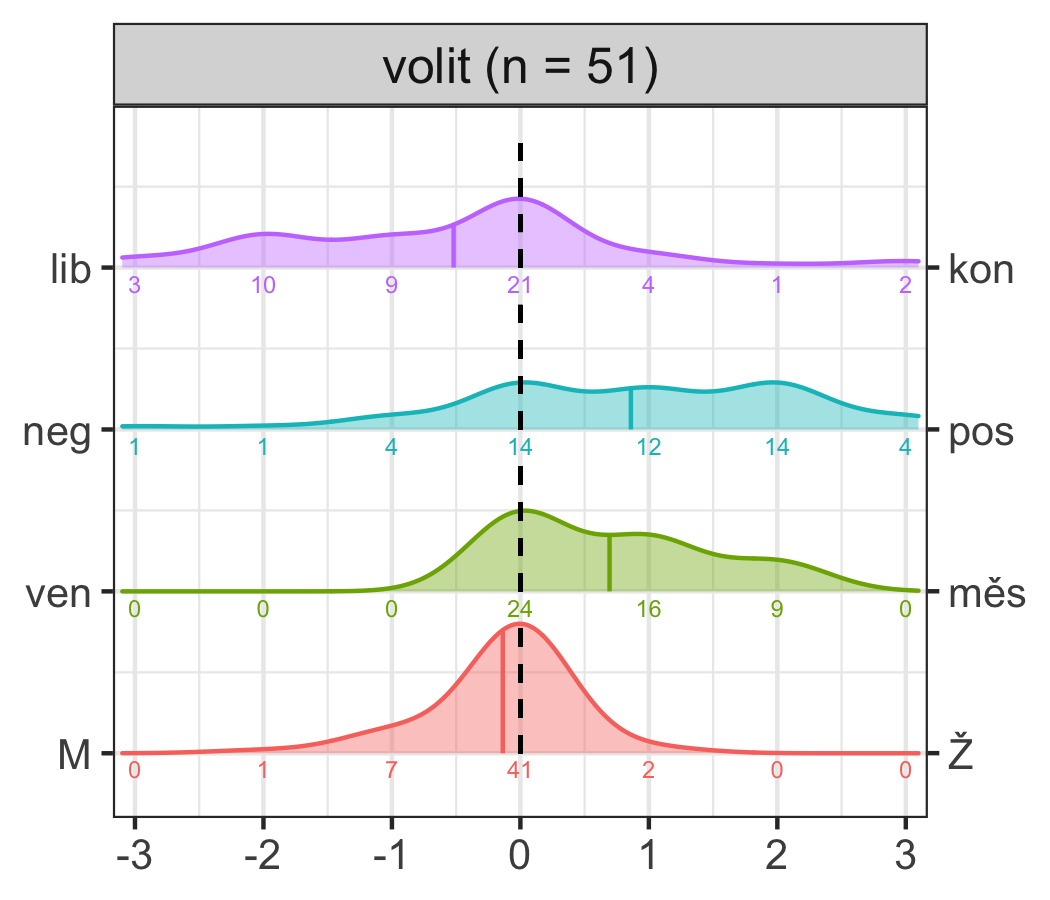 volit (n = 51)
lib kon
3 10 9 21 4 1 2
neg pos
1 1 4 14 12 14 4
ven měs
0 0 0 24 16 9 0
M Ž
0 1 7 41 2 0 0
-3 -2 -1 0 1 2 3